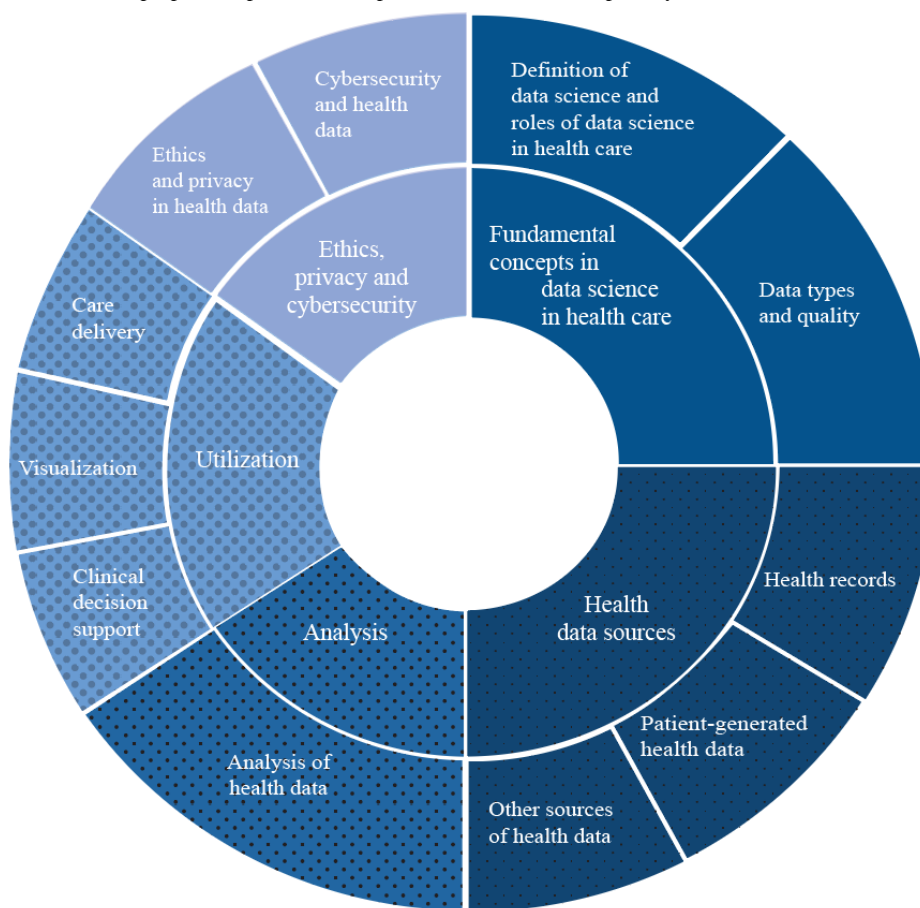 Cybersecurity
and health
data
Definition of
data science and
roles of data science
in health care
Ethics
and privacy
in health data
Ethics,
privacy and
cybersecurity
Fundamental
concepts in
data science
in health care
Data types
and quality
Care
delivery
Visualization
Utilization
Clinical
decision
support
Analysis
Health
data sources
Health records
Patient-generated
health data
Analysis of
health data
Other sources
of health data